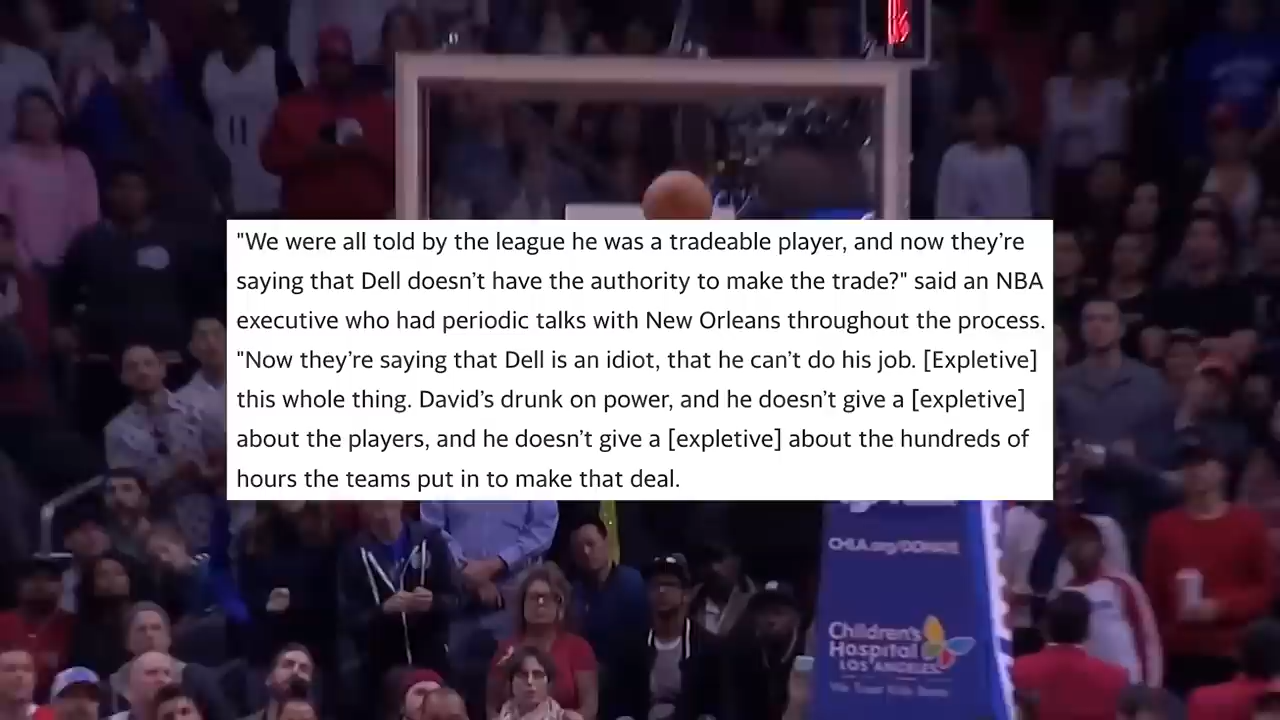 11
"We were all told by the league he was a tradeable player, and now they’re
saying that Dell doesn’t have the authority to make the trade?" said an NBA
executive who had periodic talks with New Orleans throughout the process.
"Now they’re saying that Dell is an idiot, that he can’t do his job. [Expletive]
this whole thing. David’s drunk on power, and he doesn’t give a [expletive]
about the players, and he doesn’t give a [expletive] about the hundreds of
hours the teams put in to make that deal.
CHLA.org/DONATE
Children's
Hospital
LOS ANGELES